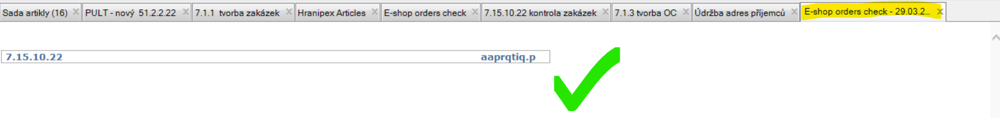 Sada artikly (16) PULT - nový 51.2.2.22 7.1.1 tvorba zakázek Hranipex Articles E-shop orders check 7.15.10.22 kontrola zakázek 7.1.3 tvorba OC Údržba adres příjemců E-shop orders check - 29.03.2...
7.15.10.22 aaprqtiq.p